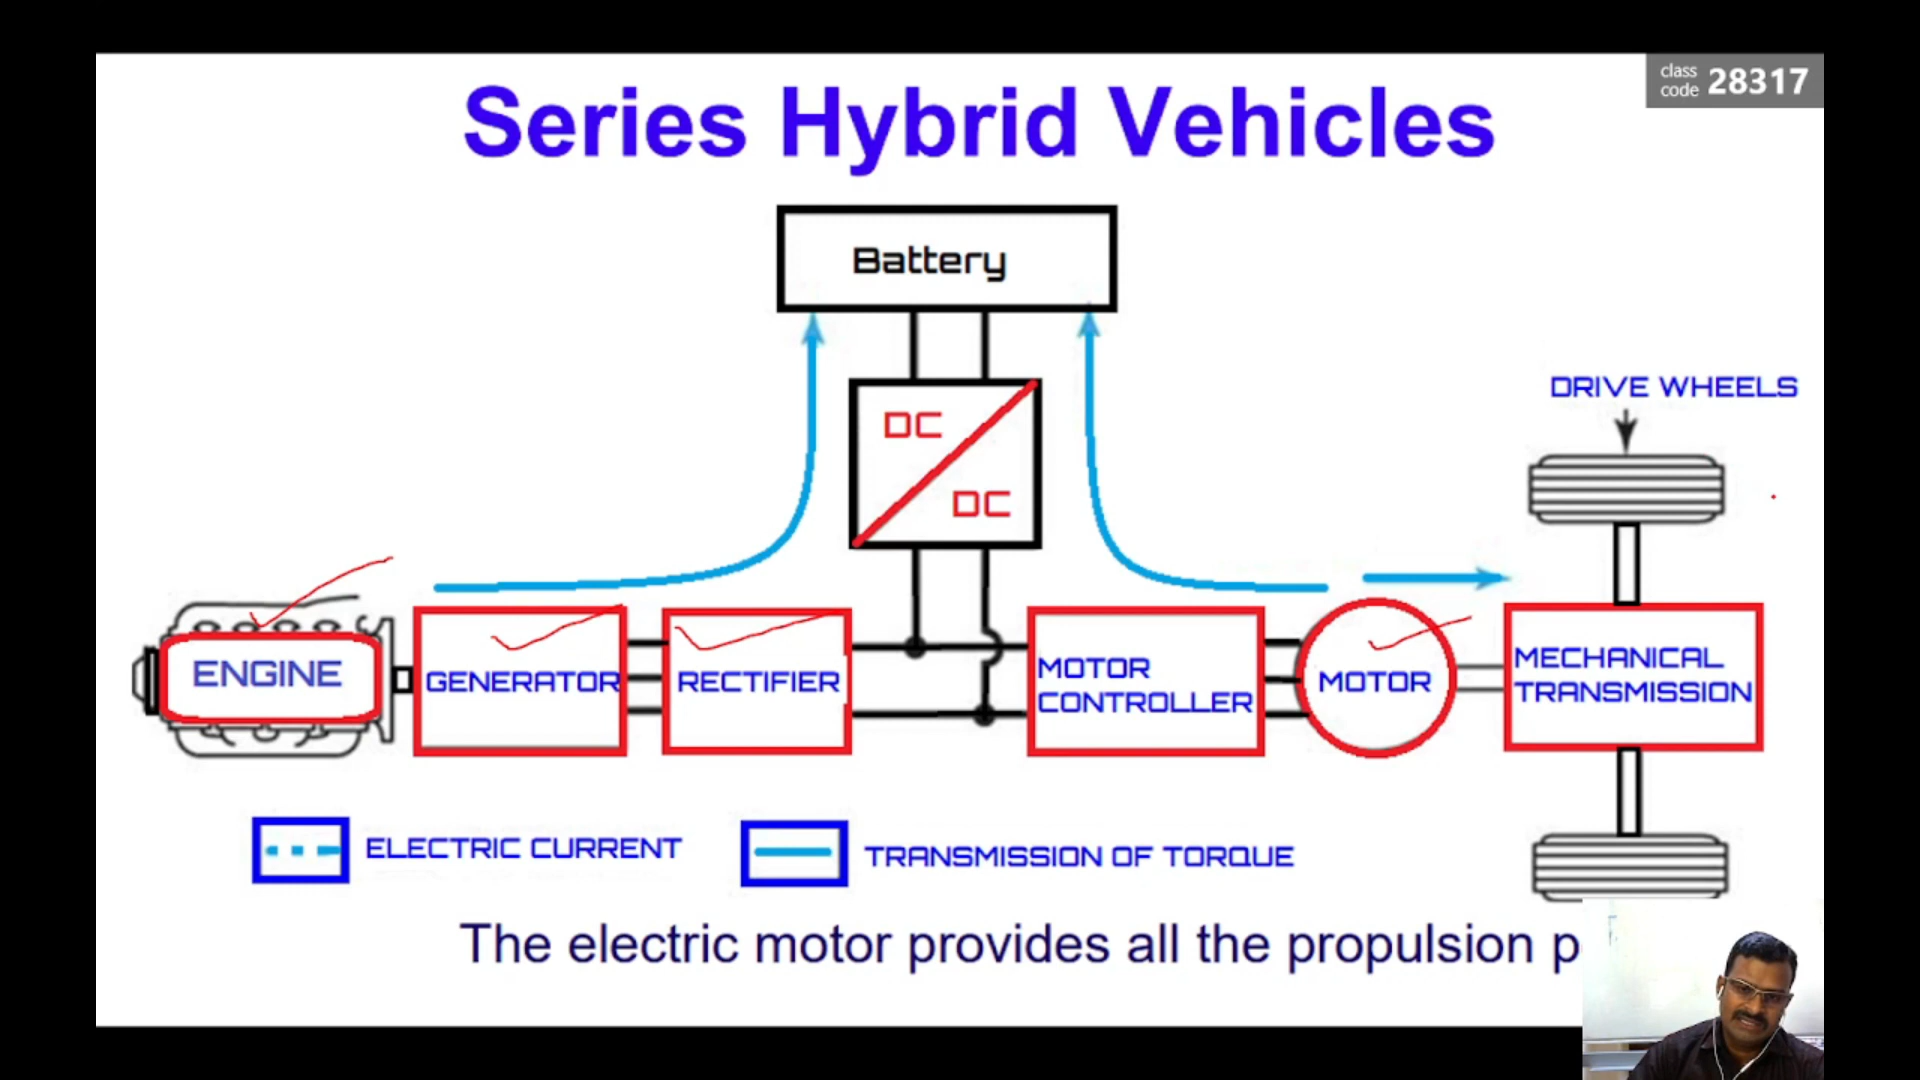 class
code 28317
Series Hybrid Vehicles
Battery
DC
DC
DRIVE WHEELS
ENGINE
GENERATOR
RECTIFIER
MOTOR
CONTROLLER
MOTOR
MECHANICAL
TRANSMISSION
ELECTRIC CURRENT
TRANSMISSION OF TORQUE
The electric motor provides all the propulsion p